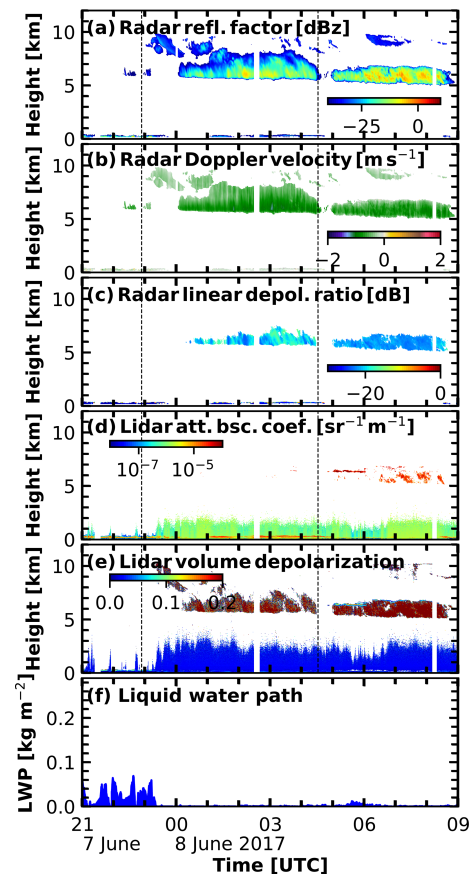 (a) Radar refl. factor [dBz]
Height [km]
10
5
0
−25 0
(b) Radar Doppler velocity [m s⁻¹]
Height [km]
10
5
0
−2 0 2
(c) Radar linear depol. ratio [dB]
Height [km]
10
5
0
−20 0
(d) Lidar att. bsc. coef. [sr⁻¹ m⁻¹]
Height [km]
10
5
0
10⁻⁷ 10⁻⁵
(e) Lidar volume depolarization
Height [km]
10
5
0
0.0 0.1 0.2
(f) Liquid water path
LWP [kg m⁻²]
0.2
0.1
0.0
21 00 03 06 09
7 June 8 June 2017
Time [UTC]